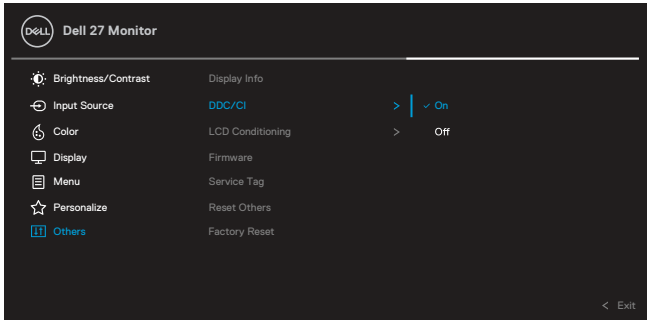 DELL Dell 27 Monitor
Brightness/Contrast Display Info
Input Source DDC/CI > ✓ On
Color LCD Conditioning > Off
Display Firmware
Menu Service Tag
Personalize Reset Others
Others Factory Reset
< Exit